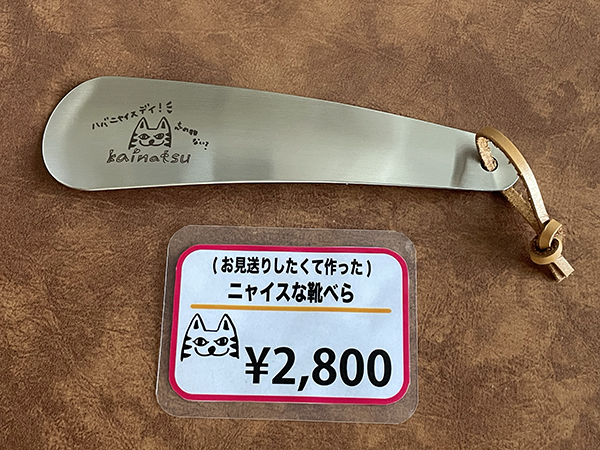 ハバニャイスデイ!
kainatsu
(お見送りしたくて作った)
ニャイスな靴べら
¥2,800